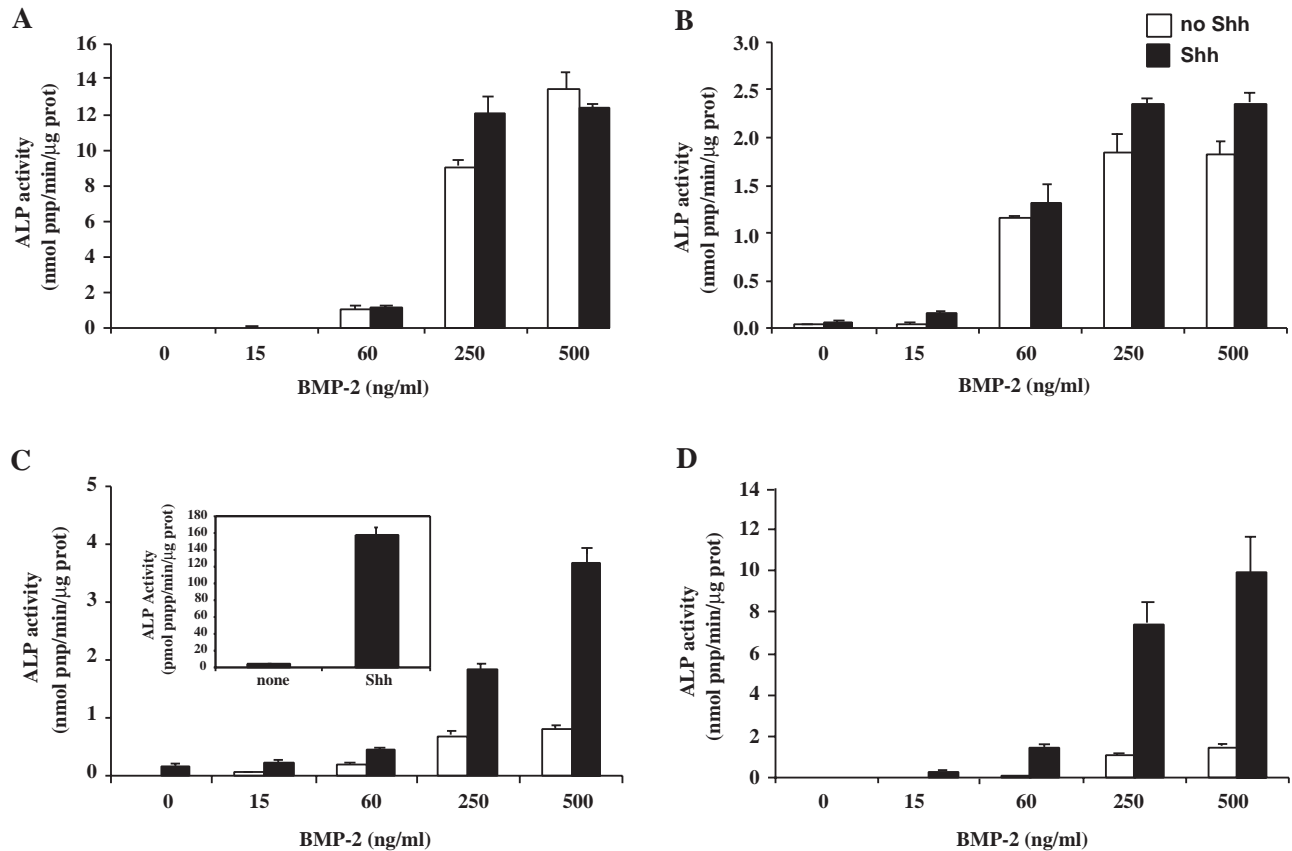 A
ALP activity
(nmol pnp/min/µg prot)
16
14
12
10
8
6
4
2
0
0 15 60 250 500
BMP-2 (ng/ml)
B
no Shh
Shh
ALP activity
(nmol pnp/min/µg prot)
3.0
2.5
2.0
1.5
1.0
0.5
0.0
0 15 60 250 500
BMP-2 (ng/ml)
C
ALP activity
(nmol pnp/min/µg prot)
5
4
3
2
1
0
ALP Activity
(pmol pnpp/min/µg prot)
180
160
140
120
100
80
60
40
20
0
none Shh
0 15 60 250 500
BMP-2 (ng/ml)
D
ALP activity
(nmol pnp/min/µg prot)
14
12
10
8
6
4
2
0
0 15 60 250 500
BMP-2 (ng/ml)